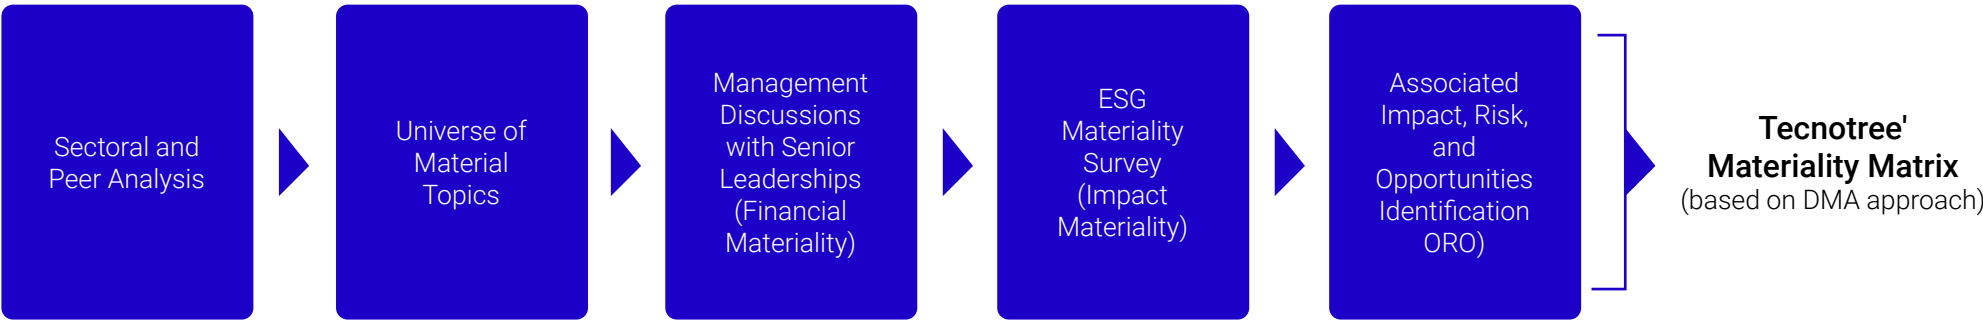 Sectoral and
Peer Analysis
Universe of
Material
Topics
Management
Discussions
with Senior
Leaderships
(Financial
Materiality)
ESG
Materiality
Survey
(Impact
Materiality)
Associated
Impact, Risk,
and
Opportunities
Identification
ORO)
Tecnotree'
Materiality Matrix
(based on DMA approach)